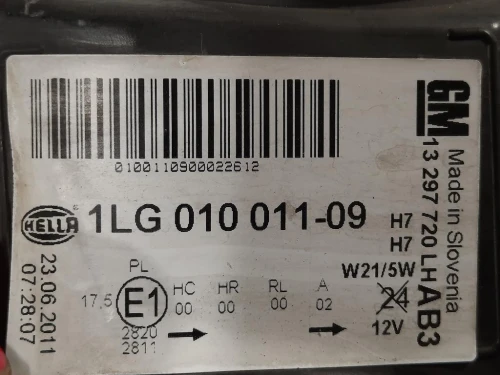 0100110900022612
HELLA
1LG 010 011-09
H7
H7
W21/5W
24
12V
PL
17.5
E1
HC HR RL A
00 00 00 02
2820
2811
23.06.2011
07:28:07
GM
13 297 720 LH AB3
Made in Slovenia